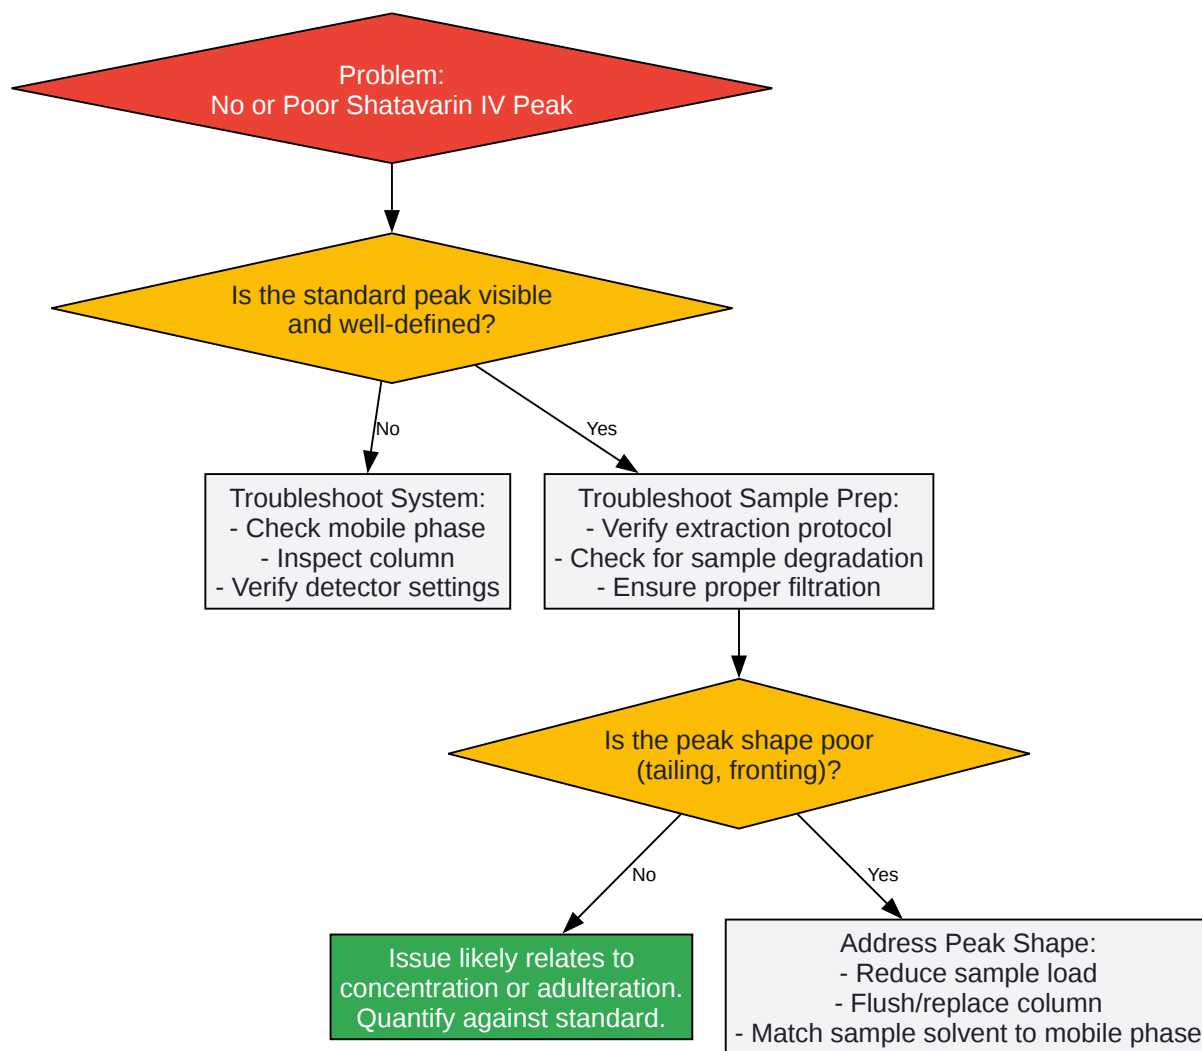 Problem:
No or Poor Shatavarin IV Peak
Is the standard peak visible
and well-defined?
No
Yes
Troubleshoot System:
- Check mobile phase
- Inspect column
- Verify detector settings
Troubleshoot Sample Prep:
- Verify extraction protocol
- Check for sample degradation
- Ensure proper filtration
Is the peak shape poor
(tailing, fronting)?
No
Yes
Issue likely relates to
concentration or adulteration.
Quantify against standard.
Address Peak Shape:
- Reduce sample load
- Flush/replace column
- Match sample solvent to mobile phase